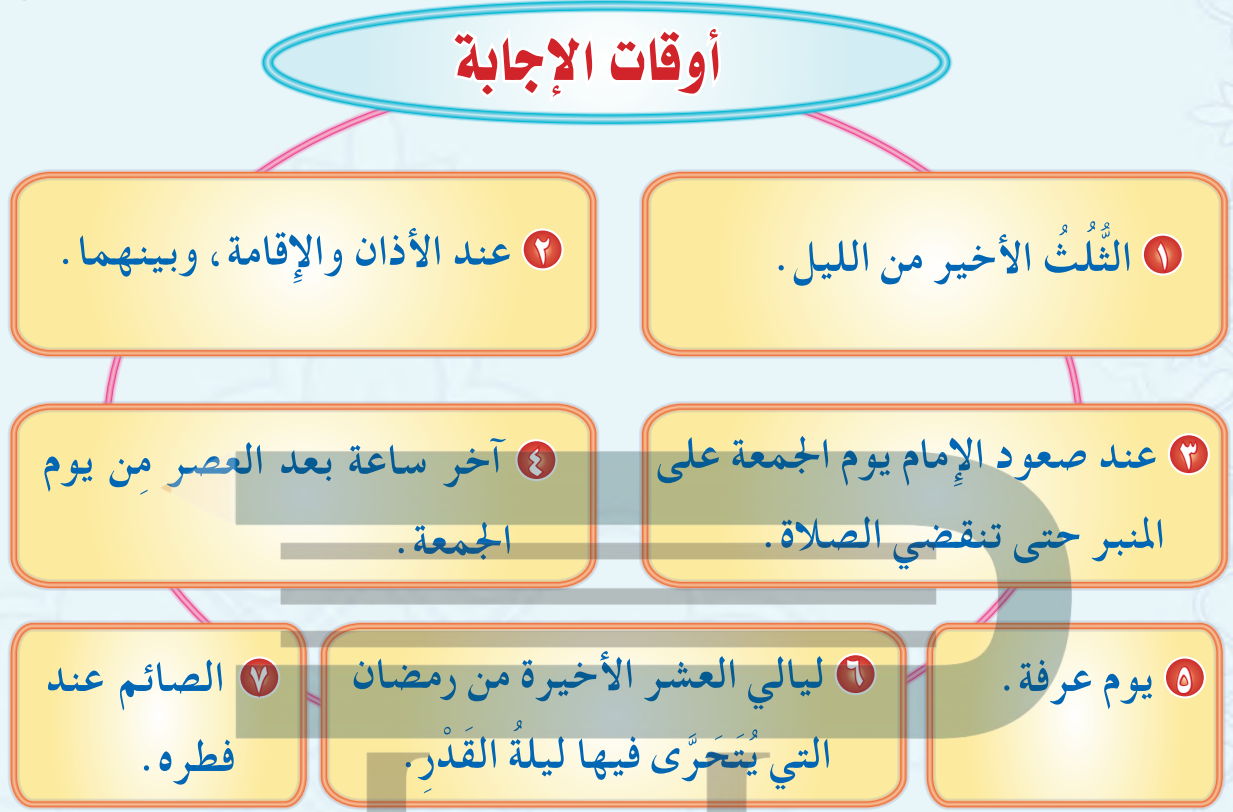 أوقات الإجابة
١ الثُّلُثُ الأخير من الليل.
٢ عند الأذان والإِقامة، وبينهما.
٣ عند صعود الإِمام يوم الجمعة على
المنبر حتى تنقضي الصلاة.
٤ آخر ساعة بعد العصر مِن يوم
الجمعة.
٥ يوم عرفة.
٦ ليالي العشر الأخيرة من رمضان
التي يُتَحَرَّى فيها ليلةُ القَدْرِ.
٧ الصائم عند
فطره.